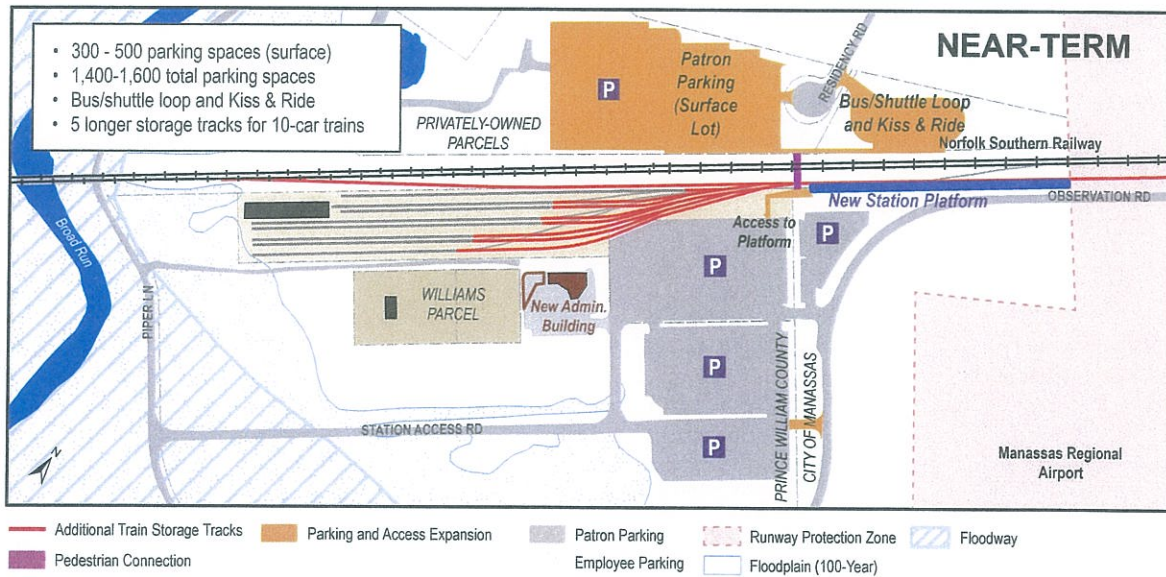 • 300 - 500 parking spaces (surface)
• 1,400-1,600 total parking spaces
• Bus/shuttle loop and Kiss & Ride
• 5 longer storage tracks for 10-car trains
NEAR-TERM
P
Patron
Parking
(Surface
Lot)
RESIDENCY RD
Bus/Shuttle Loop
and Kiss & Ride
PRIVATELY-OWNED
PARCELS
Norfolk Southern Railway
New Station Platform
OBSERVATION RD
Access to
Platform
P
P
Broad Run
PIPER LN
WILLIAMS
PARCEL
New Admin.
Building
P
PRINCE WILLIAM COUNTY
CITY OF MANASSAS
STATION ACCESS RD
P
Manassas Regional
Airport
N
Additional Train Storage Tracks
Parking and Access Expansion
Patron Parking
Runway Protection Zone
Floodway
Pedestrian Connection
Employee Parking
Floodplain (100-Year)